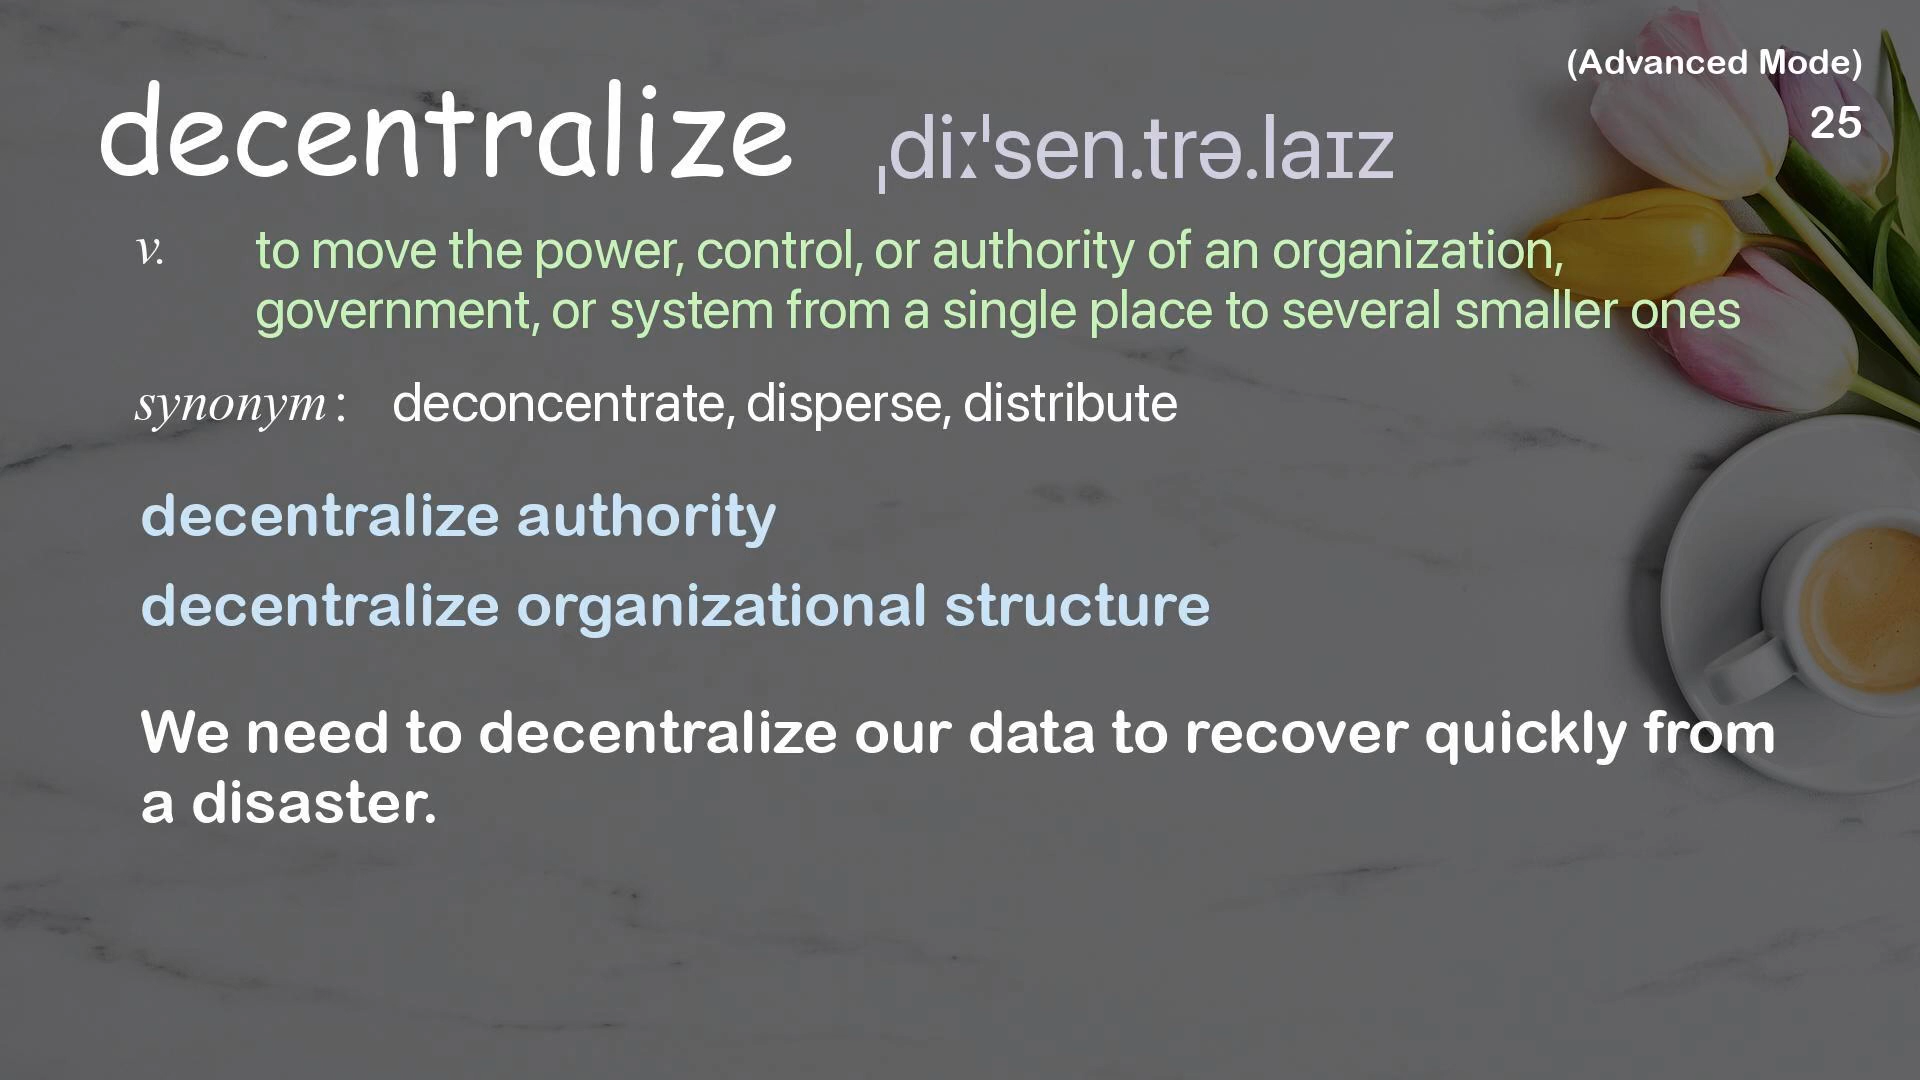 (Advanced Mode)
25
decentralize ˌdiːˈsen.trə.laɪz
v. to move the power, control, or authority of an organization,
government, or system from a single place to several smaller ones
synonym : deconcentrate, disperse, distribute
decentralize authority
decentralize organizational structure
We need to decentralize our data to recover quickly from
a disaster.